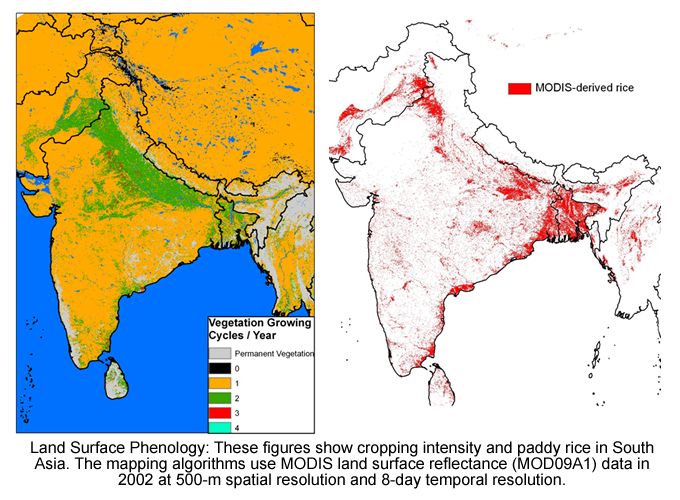 MODIS-derived rice
Vegetation Growing
Cycles / Year
Permanent Vegetation
0
1
2
3
4
Land Surface Phenology: These figures show cropping intensity and paddy rice in South
Asia. The mapping algorithms use MODIS land surface reflectance (MOD09A1) data in
2002 at 500-m spatial resolution and 8-day temporal resolution.